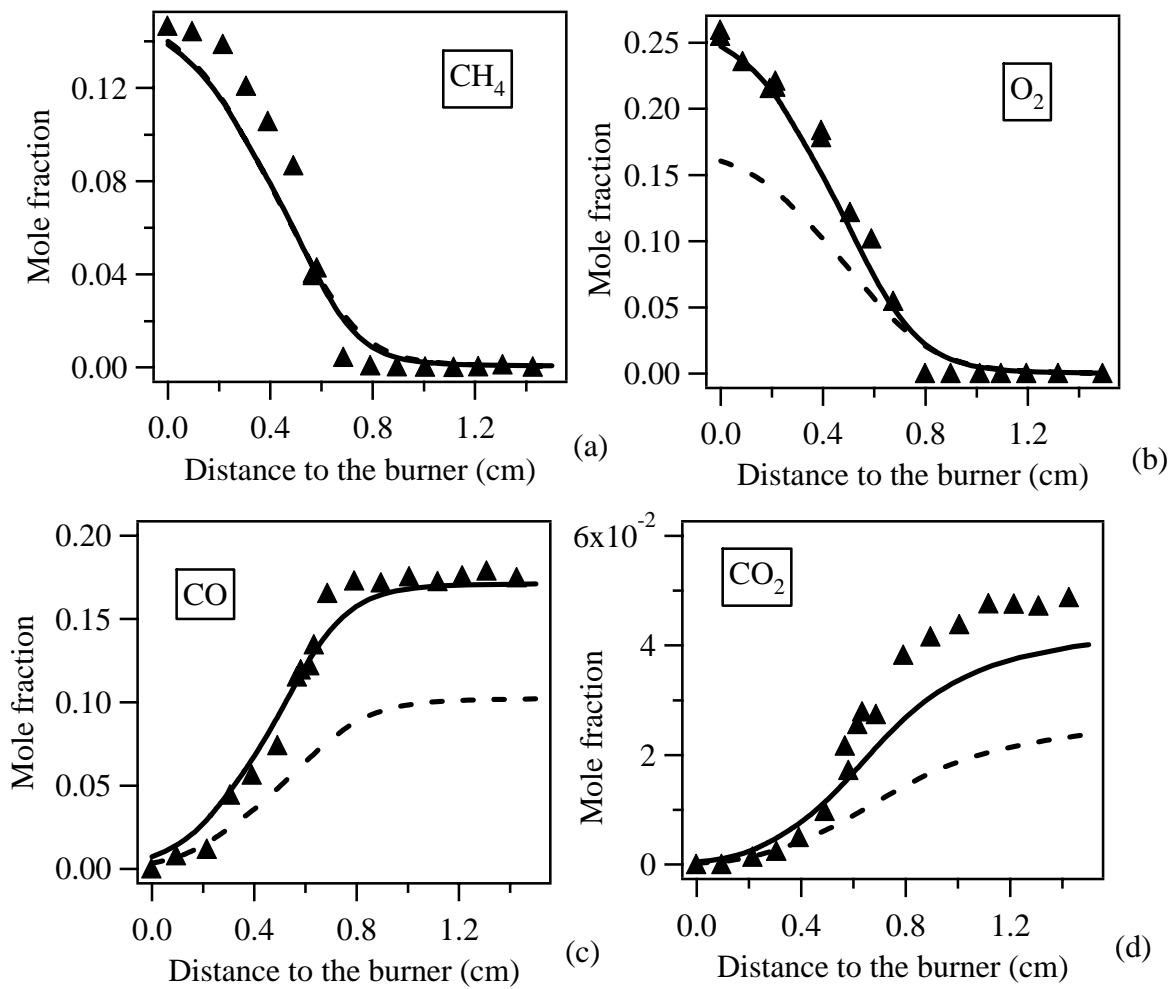 CH4
Mole fraction
0.12
0.08
0.04
0.00
0.0 0.4 0.8 1.2
Distance to the burner (cm)
(a)
O2
Mole fraction
0.25
0.20
0.15
0.10
0.05
0.00
0.0 0.4 0.8 1.2
Distance to the burner (cm)
(b)
CO
Mole fraction
0.20
0.15
0.10
0.05
0.00
0.0 0.4 0.8 1.2
Distance to the burner (cm)
(c)
CO2
Mole fraction
6x10-2
4
2
0
0.0 0.4 0.8 1.2
Distance to the burner (cm)
(d)